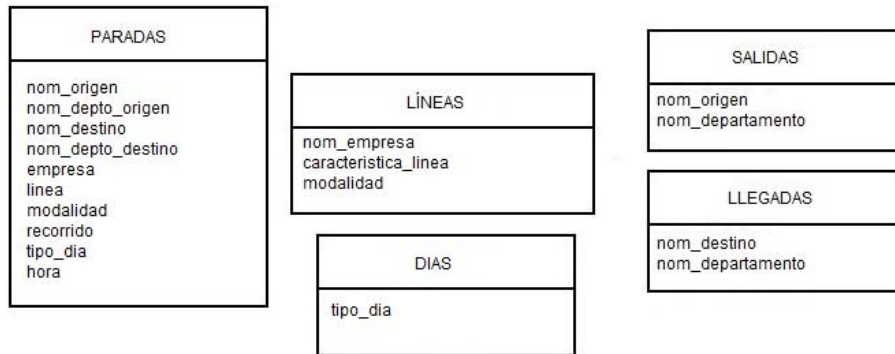 PARADAS
nom_origen
nom_depto_origen
nom_destino
nom_depto_destino
empresa
linea
modalidad
recorrido
tipo_dia
hora
LÍNEAS
nom_empresa
caracteristica_linea
modalidad
DIAS
tipo_dia
SALIDAS
nom_origen
nom_departamento
LLEGADAS
nom_destino
nom_departamento